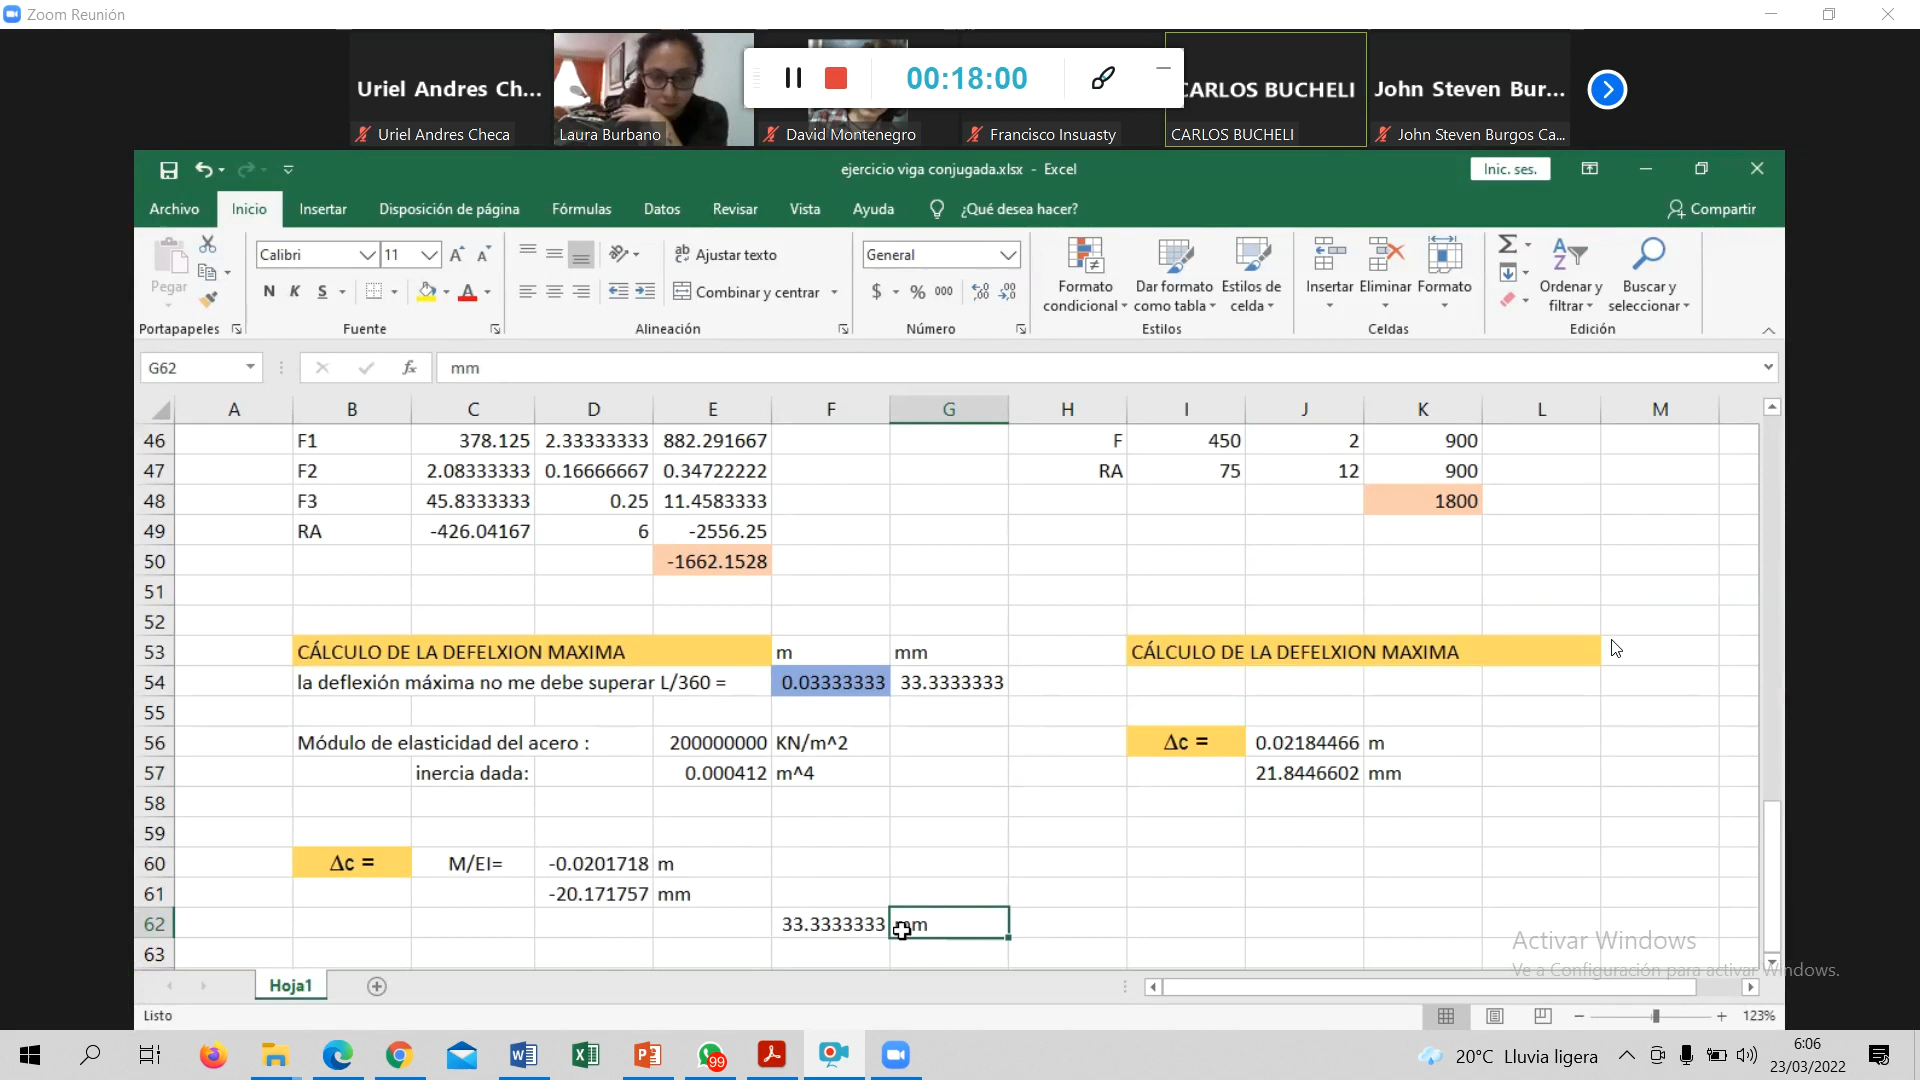 Zoom Reunión
Uriel Andres Ch...
Uriel Andres Checa
Laura Burbano
David Montenegro
00:18:00
Francisco Insuasty
CARLOS BUCHELI
CARLOS BUCHELI
John Steven Bur...
John Steven Burgos Ca...
ejercicio viga conjugada.xlsx - Excel
Inic. ses.
Archivo Inicio Insertar Disposición de página Fórmulas Datos Revisar Vista Ayuda ¿Qué desea hacer? Compartir
Pegar
Portapapeles
Calibri 11
N K S
Fuente
Ajustar texto
Combinar y centrar
Alineación
General
$ % 000
Número
Formato condicional
Dar formato como tabla
Estilos de celda
Estilos
Insertar Eliminar Formato
Celdas
Ordenar y filtrar
Buscar y seleccionar
Edición
G62 fx mm
A B C D E F G H I J K L M
46 F1 378.125 2.33333333 882.291667 F 450 2 900
47 F2 2.08333333 0.16666667 0.34722222 RA 75 12 900
48 F3 45.8333333 0.25 11.4583333 1800
49 RA -426.04167 6 -2556.25
50 -1662.1528
51
52
53 CÁLCULO DE LA DEFELXION MAXIMA m mm CÁLCULO DE LA DEFELXION MAXIMA
54 la deflexión máxima no me debe superar L/360 = 0.03333333 33.3333333
55
56 Módulo de elasticidad del acero : 200000000 KN/m^2 Δc = 0.02184466 m
57 inercia dada: 0.000412 m^4 21.8446602 mm
58
59
60 Δc = M/EI= -0.0201718 m
61 -20.171757 mm
62 33.3333333 mm
63
Activar Windows
Ve a Configuración para activar Windows.
Hoja1
Listo
123%
99
20°C Lluvia ligera
6:06
23/03/2022